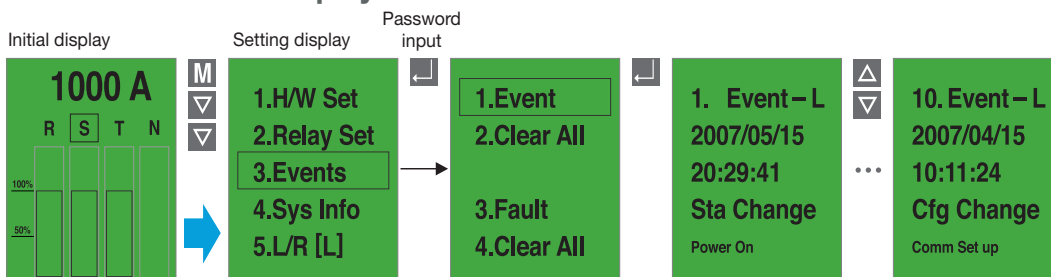 Password
input
Initial display
Setting display
1000 A
R S T N
100%
50%
M
1.H/W Set
2.Relay Set
3.Events
4.Sys Info
5.L/R [L]
1.Event
2.Clear All
3.Fault
4.Clear All
1. Event-L
2007/05/15
20:29:41
Sta Change
Power On
...
10. Event-L
2007/04/15
10:11:24
Cfg Change
Comm Set up